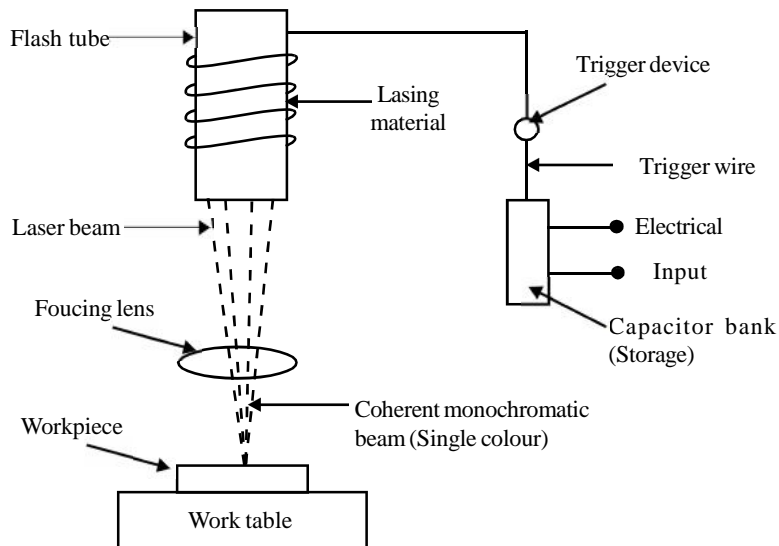 Flash tube
Trigger device
Lasing
material
Trigger wire
Laser beam
Electrical
Input
Foucing lens
Capacitor bank
(Storage)
Coherent monochromatic
beam (Single colour)
Workpiece
Work table